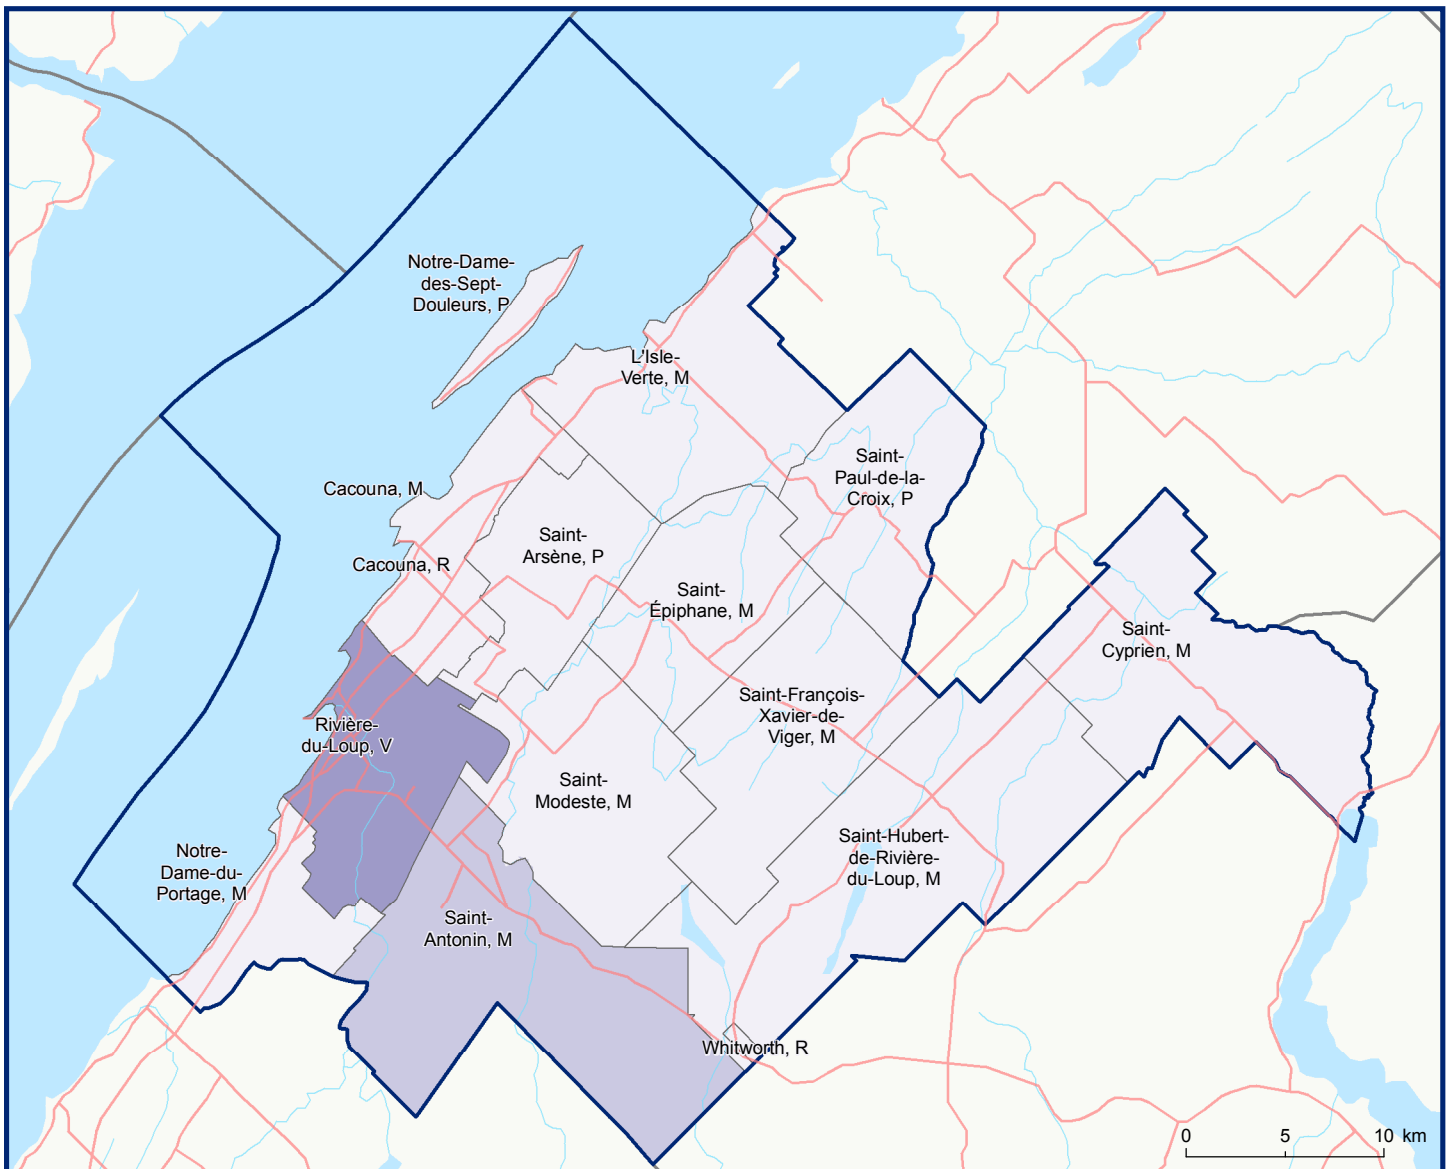 Notre-Dame-
des-Sept-
Douleurs, P
L'Isle-
Verte, M
Saint-
Paul-de-la-
Croix, P
Cacouna, M
Saint-
Arsène, P
Cacouna, R
Saint-
Épiphane, M
Saint-
Cyprien, M
Saint-François-
Xavier-de-
Viger, M
Rivière-
du-Loup, V
Saint-
Modeste, M
Saint-Hubert-
de-Rivière-
du-Loup, M
Notre-
Dame-du-
Portage, M
Saint-
Antonin, M
Whitworth, R
0 5 10 km